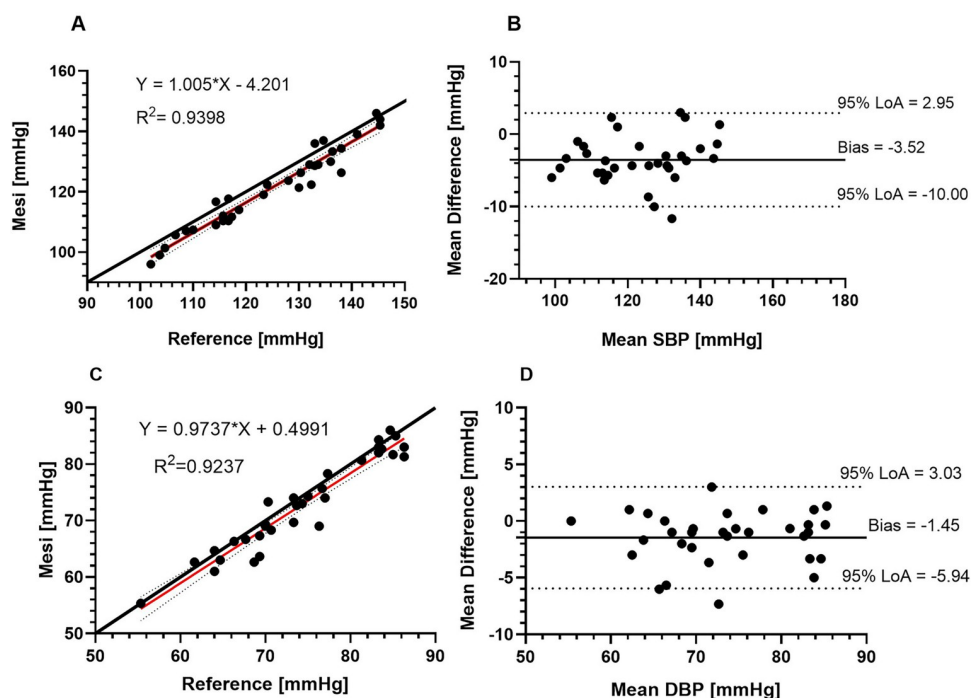 A
Y = 1.005*X - 4.201
R²= 0.9398
Mesi [mmHg]
160
140
120
100
90 100 110 120 130 140 150
Reference [mmHg]
B
Mean Difference [mmHg]
10
0
-10
-20
95% LoA = 2.95
Bias = -3.52
95% LoA = -10.00
100 120 140 160 180
Mean SBP [mmHg]
C
Y = 0.9737*X + 0.4991
R²=0.9237
Mesi [mmHg]
90
80
70
60
50
50 60 70 80 90
Reference [mmHg]
D
Mean Difference [mmHg]
10
5
0
-5
-10
95% LoA = 3.03
Bias = -1.45
95% LoA = -5.94
50 60 70 80 90
Mean DBP [mmHg]